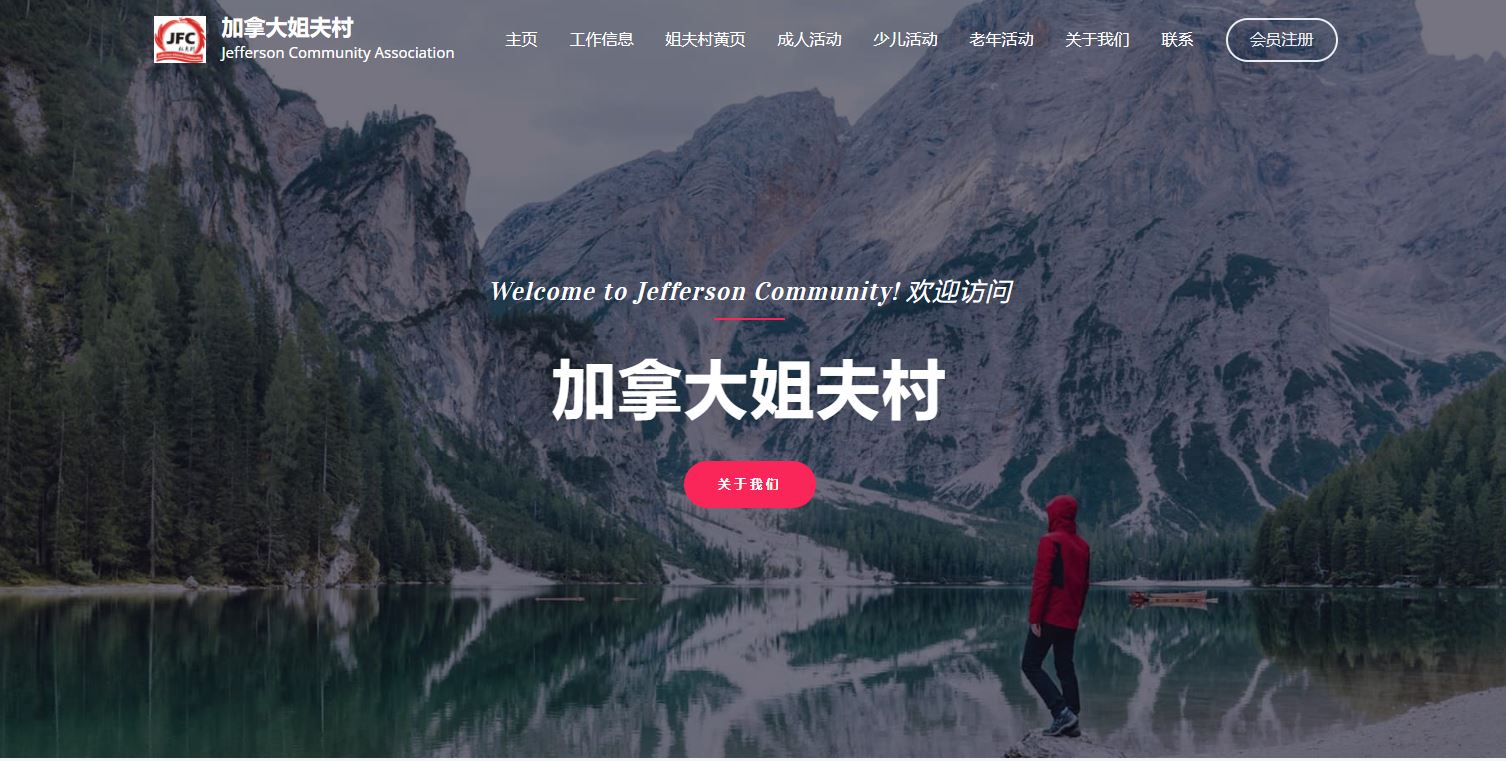 JFC
加拿大姐夫村
Jefferson Community Association
主页 工作信息 姐夫村黄页 成人活动 少儿活动 老年活动 关于我们 联系 会员注册
Welcome to Jefferson Community! 欢迎访问
加拿大姐夫村
关于我们